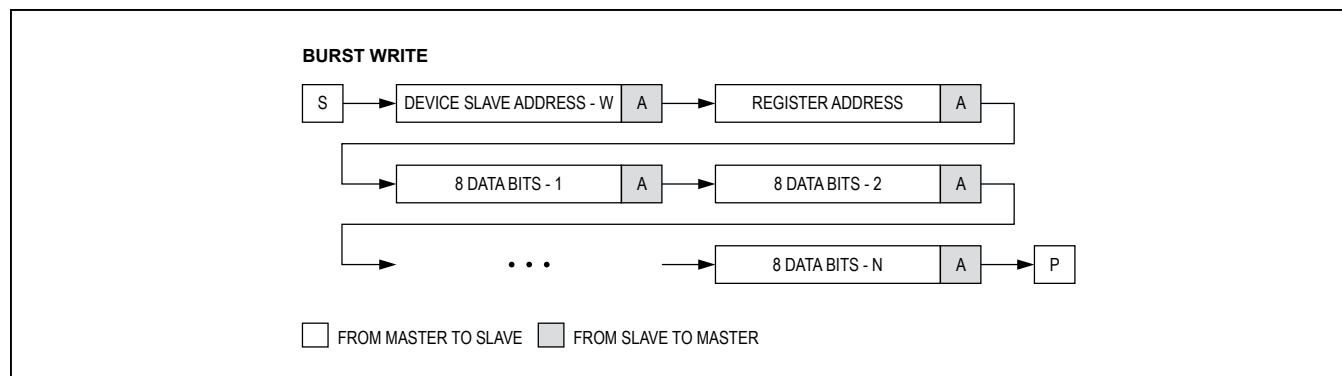 BURST WRITE
S DEVICE SLAVE ADDRESS - W A REGISTER ADDRESS A
8 DATA BITS - 1 A 8 DATA BITS - 2 A
• • • 8 DATA BITS - N A P
FROM MASTER TO SLAVE FROM SLAVE TO MASTER